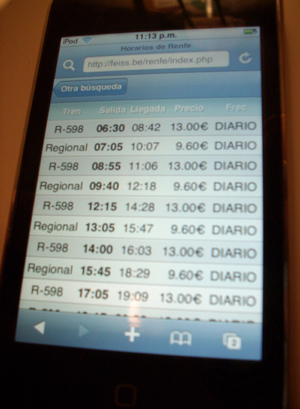 iPod 11:13 p.m.
Horarios de Renfe
http://feiss.be/renfe/index.php
Otra búsqueda
Tren Salida Llegada Precio Frec
R-598 06:30 08:42 13.00€ DIARIO
Regional 07:05 10:07 9.60€ DIARIO
R-598 08:55 11:06 13.00€ DIARIO
Regional 09:40 12:18 9.60€ DIARIO
R-598 12:15 14:28 13.00€ DIARIO
Regional 13:05 15:47 9.60€ DIARIO
R-598 14:00 16:03 13.00€ DIARIO
Regional 15:45 18:29 9.60€ DIARIO
R-598 17:05 19:09 13.00€ DIARIO
2